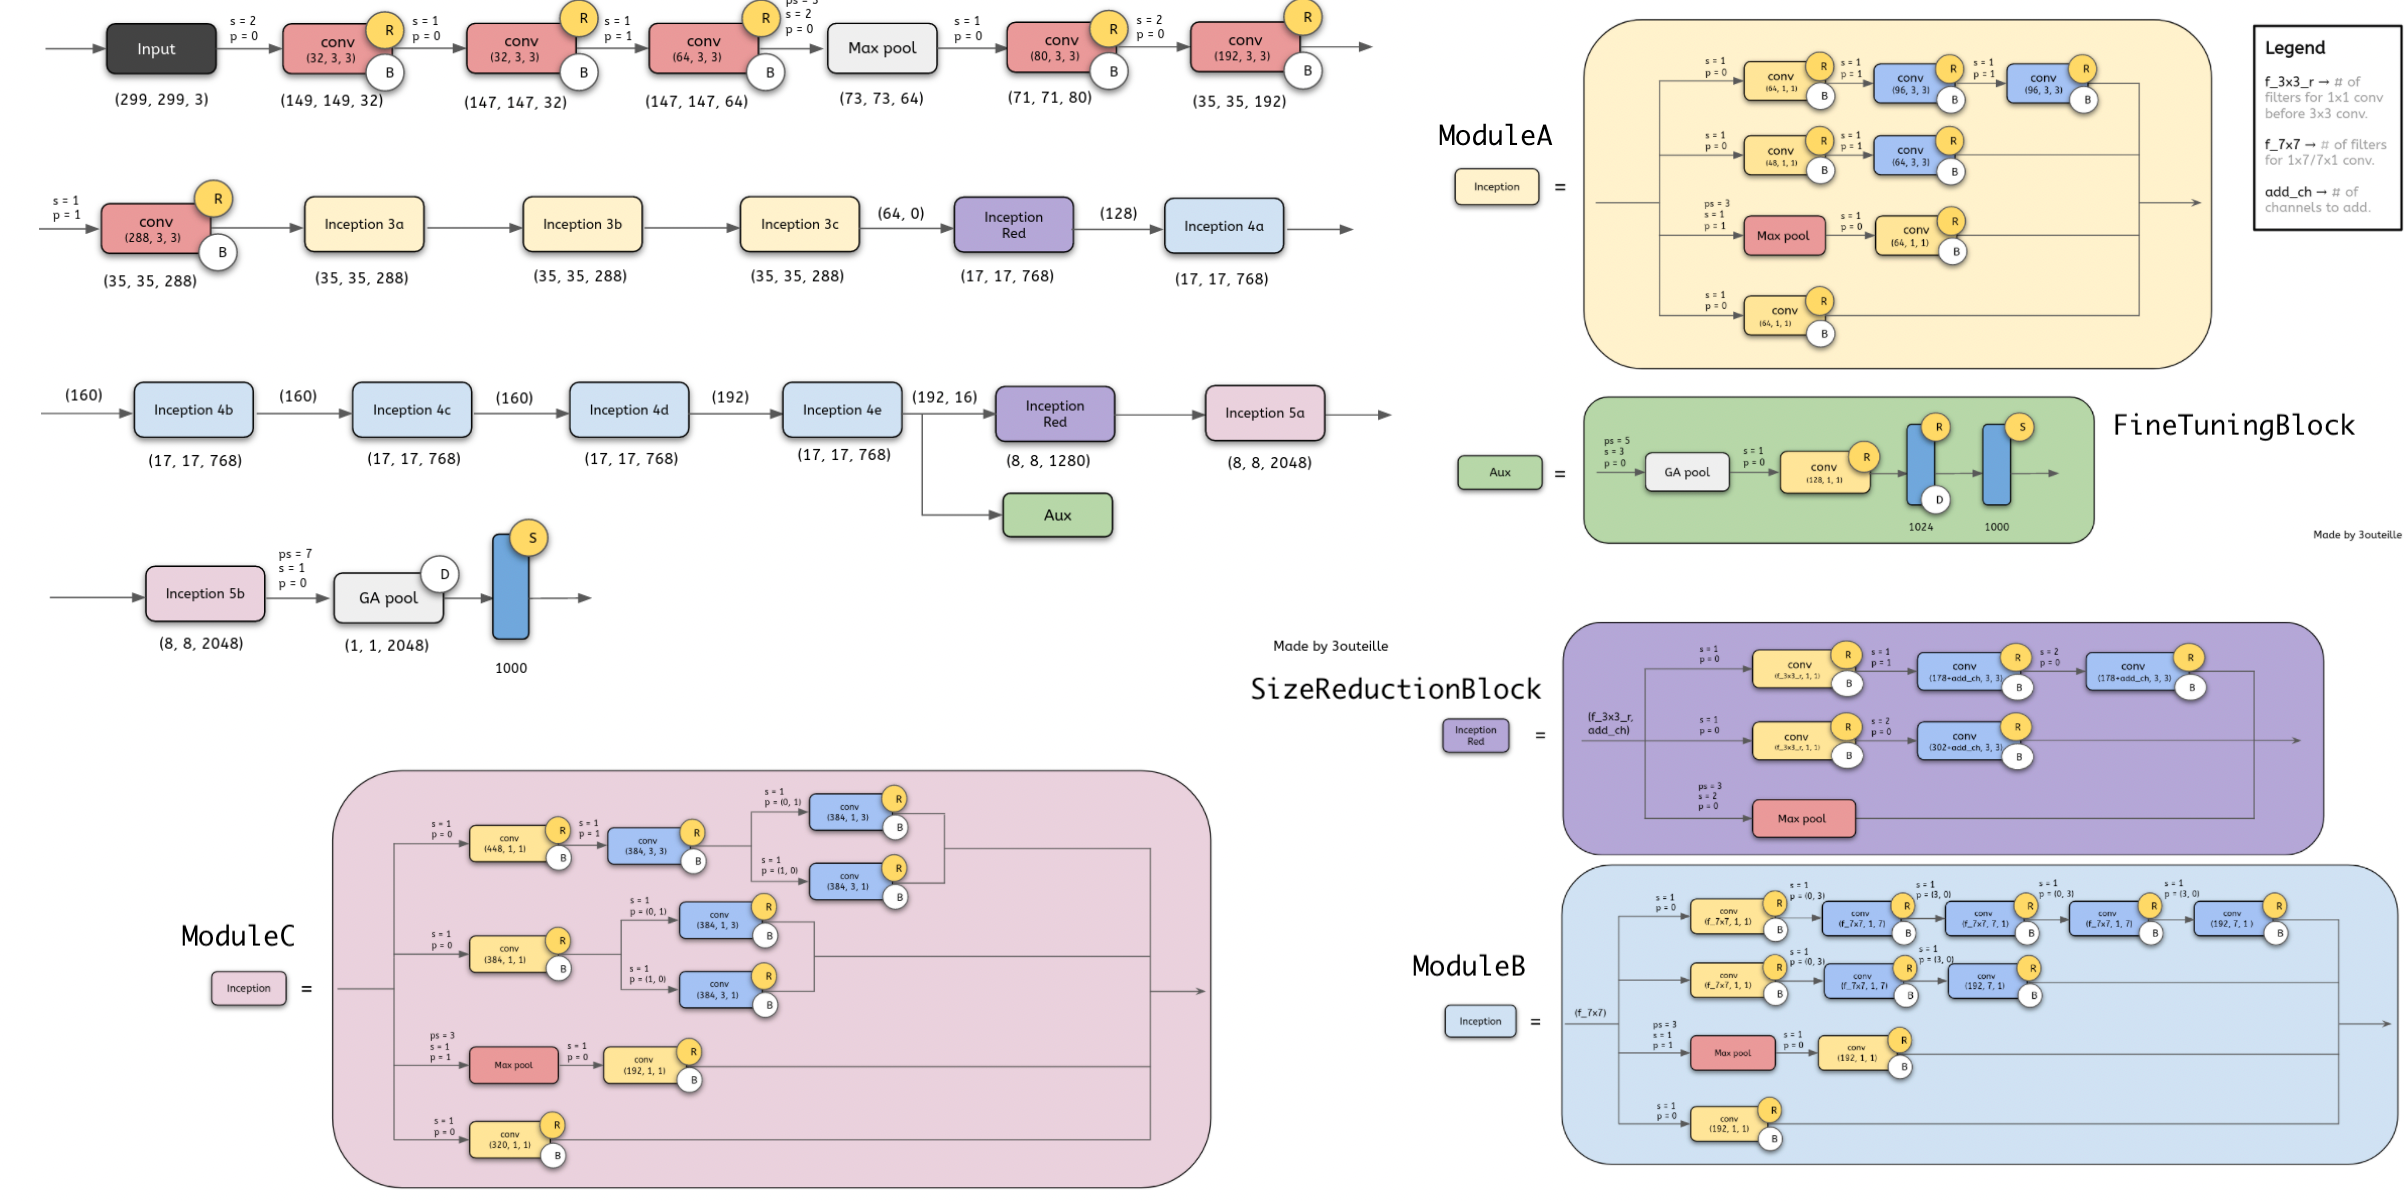 s = 2
p = 0
s = 1
p = 0
s = 1
p = 1
ps = 3
s = 2
p = 0
s = 1
p = 0
s = 2
p = 0
Input
conv
(32, 3, 3)
R
B
conv
(32, 3, 3)
R
B
conv
(64, 3, 3)
R
B
Max pool
conv
(80, 3, 3)
R
B
conv
(192, 3, 3)
R
B
(299, 299, 3)
(149, 149, 32)
(147, 147, 32)
(147, 147, 64)
(73, 73, 64)
(71, 71, 80)
(35, 35, 192)
s = 1
p = 1
conv
(288, 3, 3)
R
B
Inception 3a
Inception 3b
Inception 3c
(64, 0)
Inception
Red
(128)
Inception 4a
(35, 35, 288)
(35, 35, 288)
(35, 35, 288)
(35, 35, 288)
(17, 17, 768)
(17, 17, 768)
(160)
Inception 4b
(160)
Inception 4c
(160)
Inception 4d
(192)
Inception 4e
(192, 16)
Inception
Red
Inception 5a
(17, 17, 768)
(17, 17, 768)
(17, 17, 768)
(17, 17, 768)
(8, 8, 1280)
(8, 8, 2048)
Aux
Inception 5b
ps = 7
s = 1
p = 0
GA pool
D
S
(8, 8, 2048)
(1, 1, 2048)
1000
ModuleA
Inception
=
s = 1
p = 0
conv
(64, 1, 1)
R
B
s = 1
p = 1
conv
(96, 3, 3)
R
B
s = 1
p = 1
conv
(96, 3, 3)
R
B
s = 1
p = 0
conv
(48, 1, 1)
R
B
s = 1
p = 1
conv
(64, 3, 3)
R
B
ps = 3
s = 1
p = 1
Max pool
s = 1
p = 0
conv
(64, 1, 1)
R
B
s = 1
p = 0
conv
(64, 1, 1)
R
B
Legend
f_3x3_r → # of
filters for 1x1 conv
before 3x3 conv.
f_7x7 → # of filters
for 1x7/7x1 conv.
add_ch → # of
channels to add.
FineTuningBlock
Aux
=
ps = 5
s = 3
p = 0
GA pool
s = 1
p = 0
conv
(128, 1, 1)
R
R
D
S
1024
1000
Made by 3outeille
Made by 3outeille
SizeReductionBlock
Inception
Red
=
(f_3x3_r,
add_ch)
s = 1
p = 0
conv
(f_3x3_r, 1, 1)
R
B
s = 1
p = 1
conv
(178+add_ch, 3, 3)
R
B
s = 2
p = 0
conv
(178+add_ch, 3, 3)
R
B
s = 1
p = 0
conv
(f_3x3_r, 1, 1)
R
B
s = 2
p = 0
conv
(302+add_ch, 3, 3)
R
B
ps = 3
s = 2
p = 0
Max pool
ModuleC
Inception
=
s = 1
p = 0
conv
(448, 1, 1)
R
B
s = 1
p = 1
conv
(384, 3, 3)
R
B
s = 1
p = (0, 1)
conv
(384, 1, 3)
R
B
s = 1
p = (1, 0)
conv
(384, 3, 1)
R
B
s = 1
p = 0
conv
(384, 1, 1)
R
B
s = 1
p = (0, 1)
conv
(384, 1, 3)
R
B
s = 1
p = (1, 0)
conv
(384, 3, 1)
R
B
ps = 3
s = 1
p = 1
Max pool
s = 1
p = 0
conv
(192, 1, 1)
R
B
s = 1
p = 0
conv
(320, 1, 1)
R
B
ModuleB
Inception
=
(f_7x7)
s = 1
p = 0
conv
(f_7x7, 1, 1)
R
B
s = 1
p = (0, 3)
conv
(f_7x7, 1, 7)
R
B
s = 1
p = (3, 0)
conv
(f_7x7, 7, 1)
R
B
s = 1
p = (0, 3)
conv
(f_7x7, 1, 7)
R
B
s = 1
p = (3, 0)
conv
(192, 7, 1 )
R
B
conv
(f_7x7, 1, 1)
R
B
s = 1
p = (0, 3)
conv
(f_7x7, 1, 7)
R
B
s = 1
p = (3, 0)
conv
(192, 7, 1)
R
B
ps = 3
s = 1
p = 1
Max pool
s = 1
p = 0
conv
(192, 1, 1)
R
B
s = 1
p = 0
conv
(192, 1, 1)
R
B